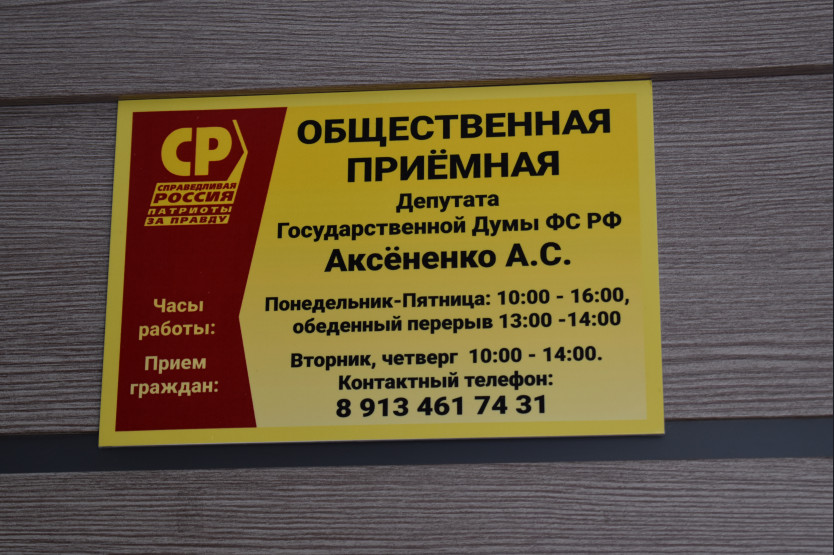 СР
СПРАВЕДЛИВАЯ
РОССИЯ
ПАТРИОТЫ
ЗА ПРАВДУ
ОБЩЕСТВЕННАЯ
ПРИЁМНАЯ
Депутата
Государственной Думы ФС РФ
Аксёненко А.С.
Часы
работы:
Понедельник-Пятница: 10:00 - 16:00,
обеденный перерыв 13:00 -14:00
Прием
граждан:
Вторник, четверг 10:00 - 14:00.
Контактный телефон:
8 913 461 74 31